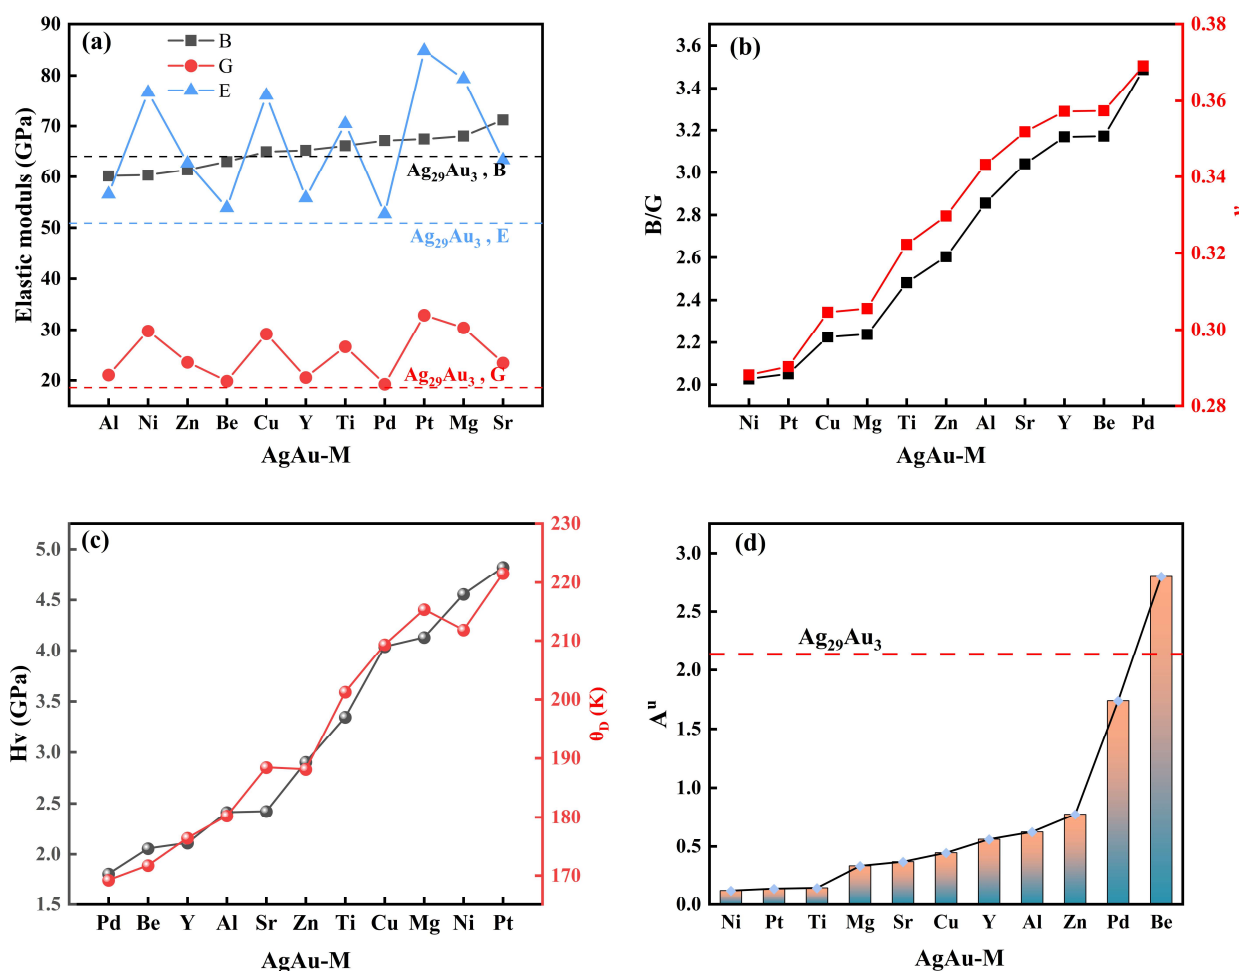 (a)
B
G
E
90
80
70
60
50
40
30
20
Elastic moduls (GPa)
Ag29Au3 , B
Ag29Au3 , E
Ag29Au3 , G
Al Ni Zn Be Cu Y Ti Pd Pt Mg Sr
AgAu-M
(b)
3.6
3.4
3.2
3.0
2.8
2.6
2.4
2.2
2.0
B/G
0.38
0.36
0.34
0.32
0.30
0.28
Ni Pt Cu Mg Ti Zn Al Sr Y Be Pd
AgAu-M
(c)
5.0
4.5
4.0
3.5
3.0
2.5
2.0
1.5
Hv (GPa)
230
220
210
200
190
180
170
θD (K)
Pd Be Y Al Sr Zn Ti Cu Mg Ni Pt
AgAu-M
(d)
3.0
2.5
2.0
1.5
1.0
0.5
0.0
Au
Ag29Au3
Ni Pt Ti Mg Sr Cu Y Al Zn Pd Be
AgAu-M